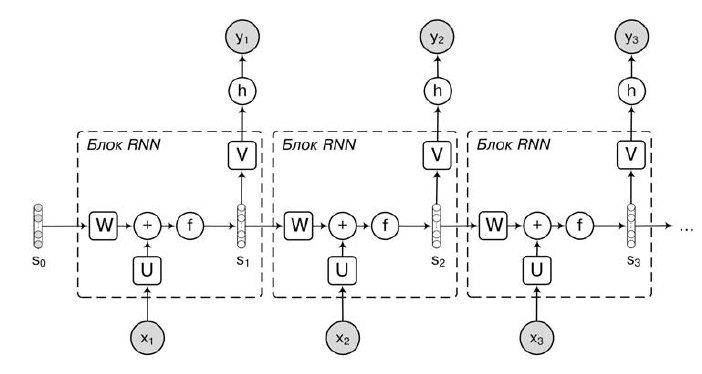 y₁ y₂ y₃
h h h
Блок RNN V Блок RNN V Блок RNN V
W + f W + f W + f ...
s₀ s₁ s₂ s₃
U U U
x₁ x₂ x₃